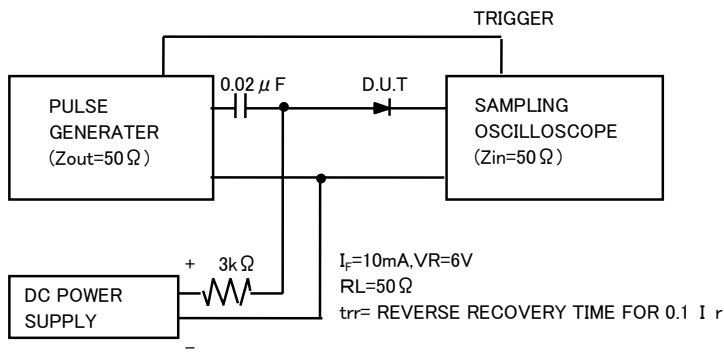 TRIGGER
0.02 μ F
D.U.T
PULSE
GENERATER
(Zout=50Ω)
SAMPLING
OSCILLOSCOPE
(Zin=50Ω)
+
3kΩ
DC POWER
SUPPLY
−
IF=10mA,VR=6V
RL=50Ω
trr= REVERSE RECOVERY TIME FOR 0.1 I r